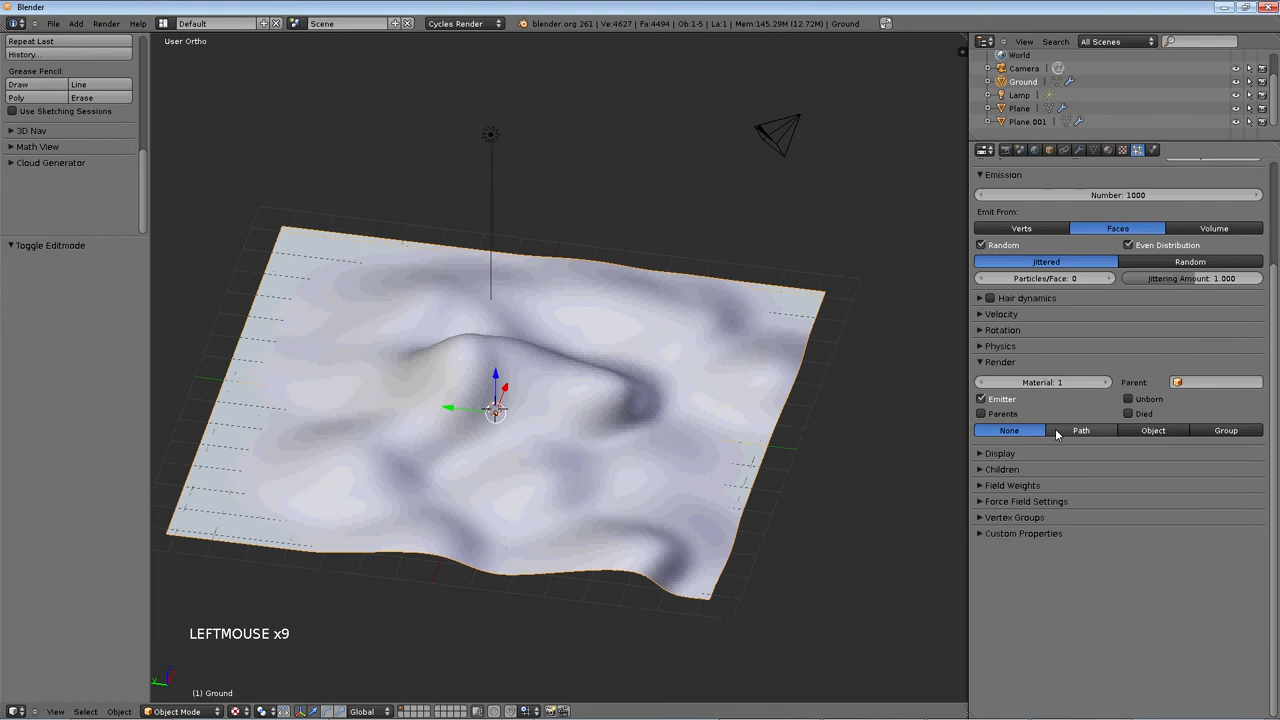 Blender
File Add Render Help Default Scene Cycles Render blender.org 261 | Ve:4627 | Fa:4494 | Ob:1-5 | La:1 | Mem:145.29M (12.72M) | Ground
Repeat Last
History...
Grease Pencil:
Draw Line
Poly Erase
Use Sketching Sessions
3D Nav
Math View
Cloud Generator
Toggle Editmode
User Ortho
LEFTMOUSE x9
(1) Ground
View Select Object Object Mode Global
View Search All Scenes
World
Camera
Ground
Lamp
Plane
Plane.001
Emission
Number: 1000
Emit From:
Verts Faces Volume
Random Even Distribution
Jittered Random
Particles/Face: 0 Jittering Amount: 1.000
Hair dynamics
Velocity
Rotation
Physics
Render
Material: 1 Parent:
Emitter Unborn
Parents Died
None Path Object Group
Display
Children
Field Weights
Force Field Settings
Vertex Groups
Custom Properties